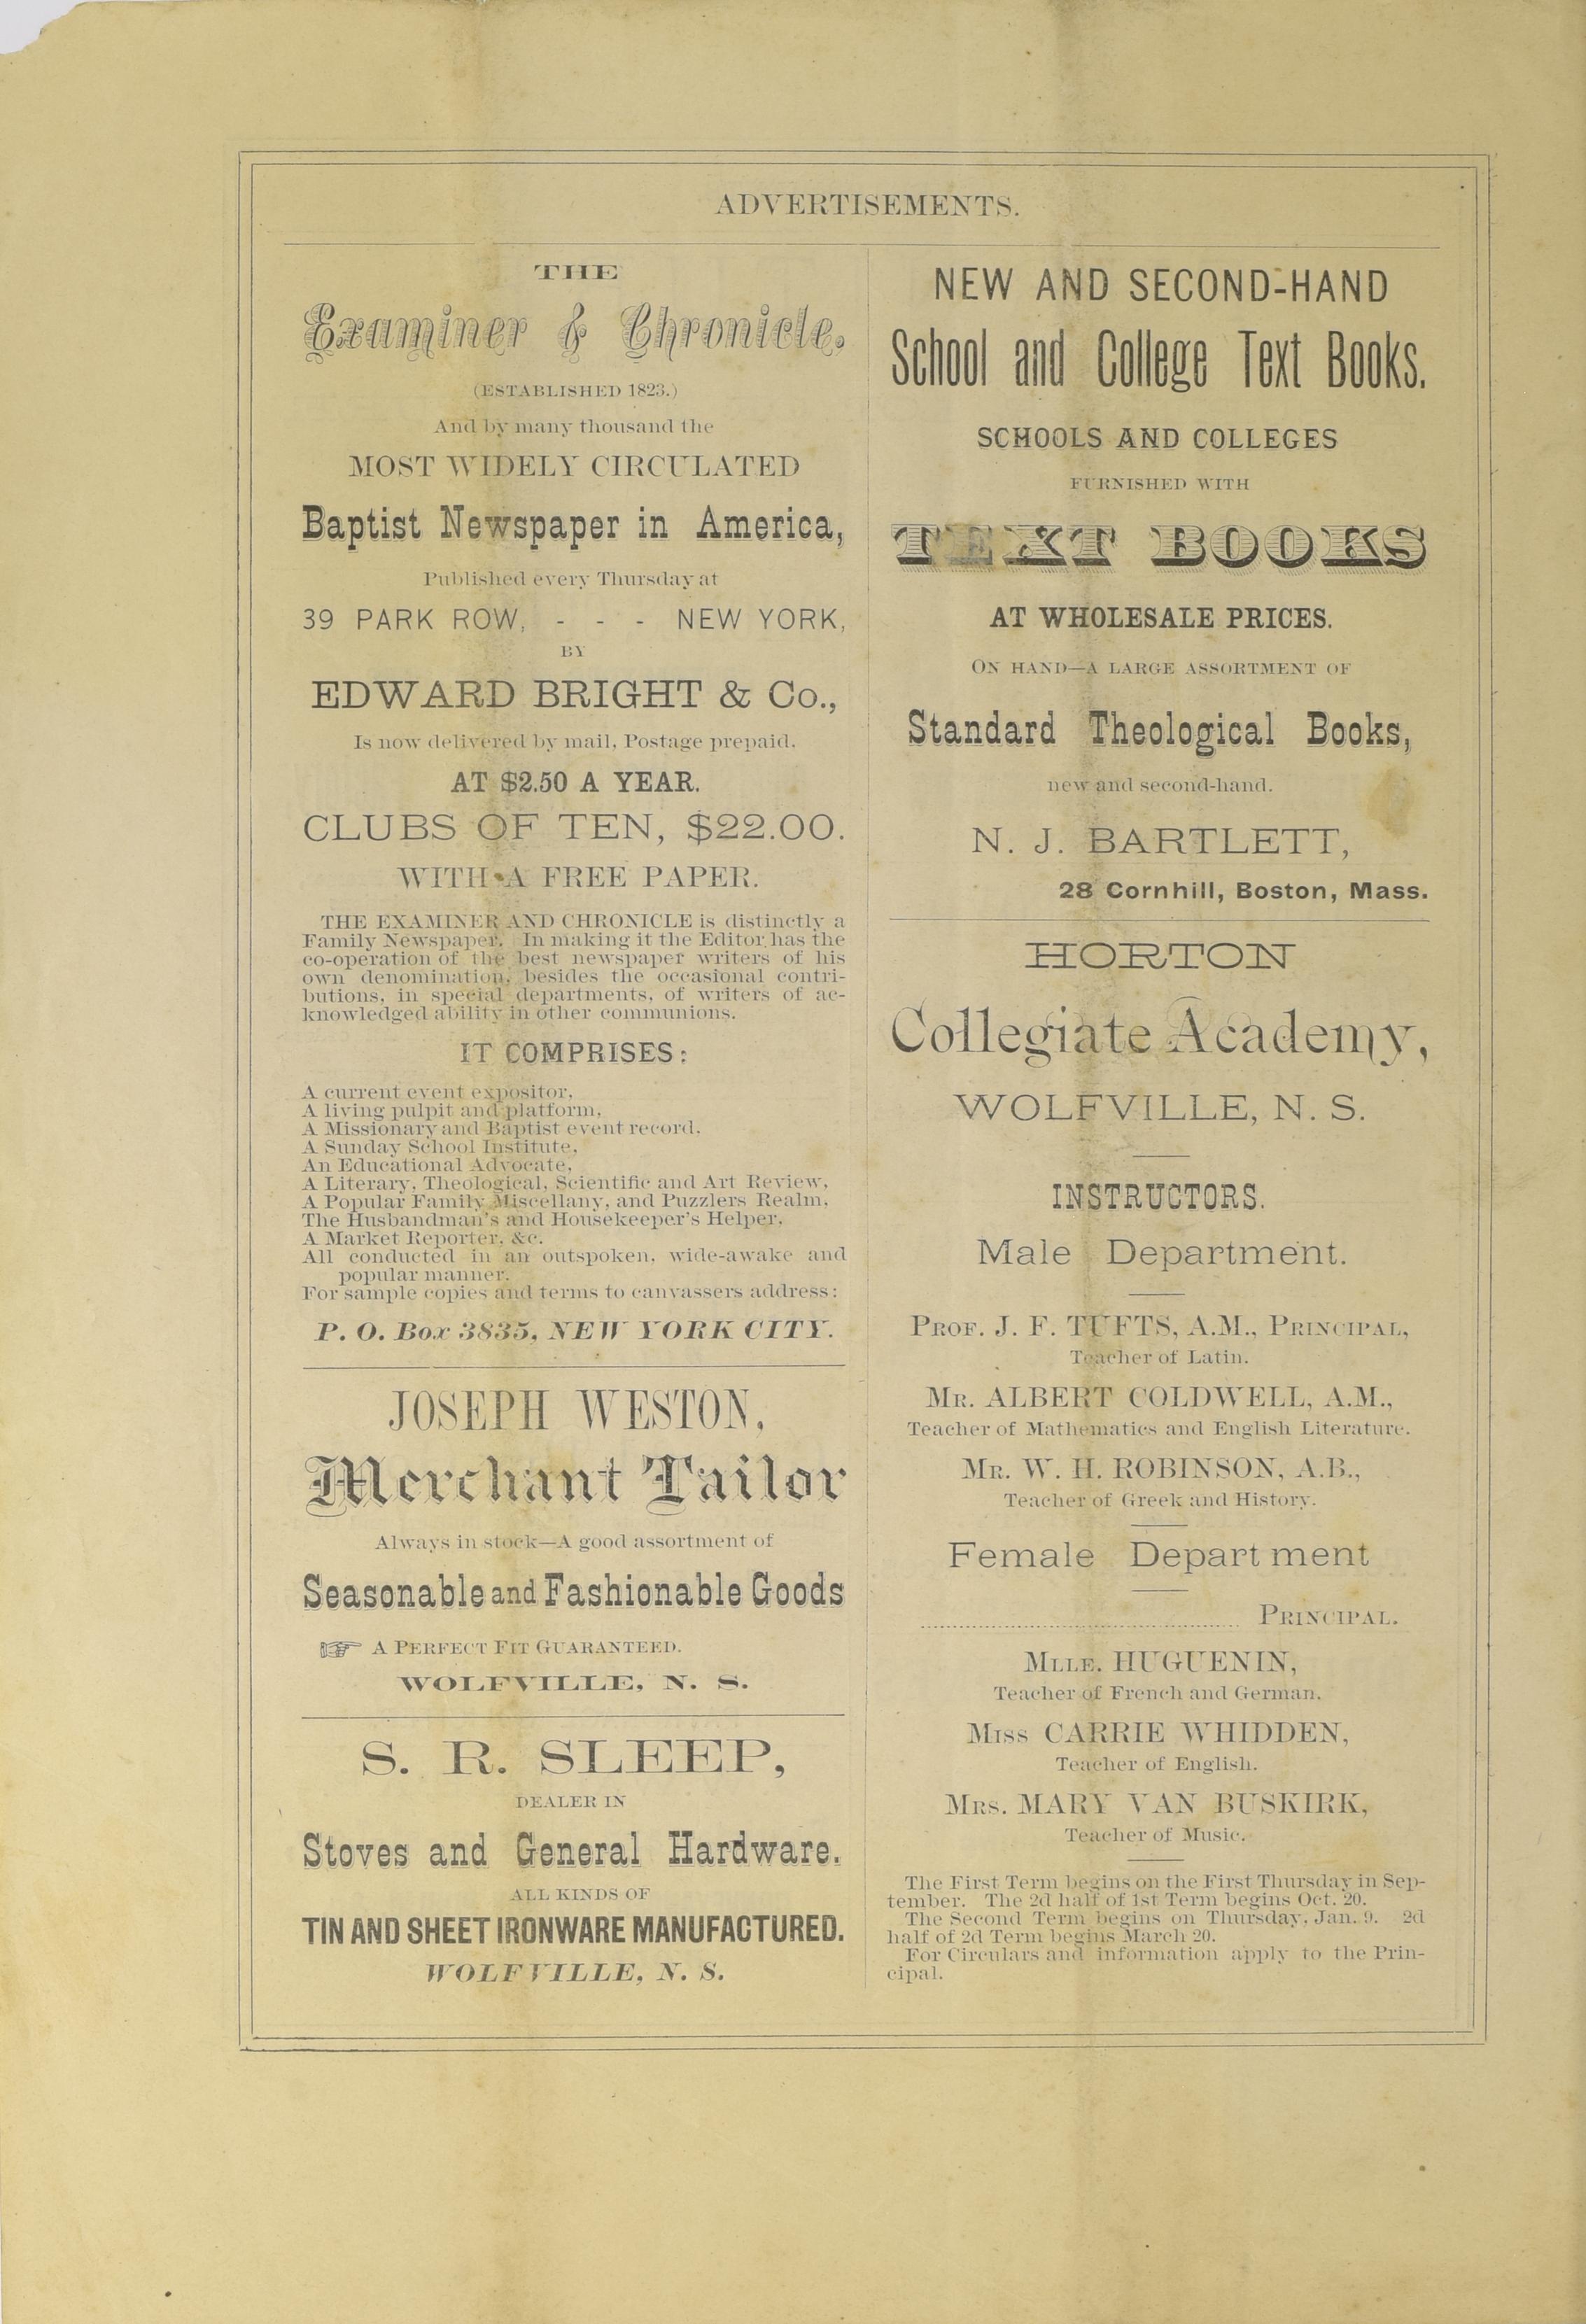 ADVERTISEMENTS.
THE
Examiner & Chronicle.
(ESTABLISHED 1823.)
And by many thousand the
MOST WIDELY CIRCULATED
Baptist Newspaper in America,
Published every Thursday at
39 PARK ROW, - - - NEW YORK,
BY
EDWARD BRIGHT & Co.,
Is now delivered by mail, Postage prepaid,
AT $2.50 A YEAR.
CLUBS OF TEN, $22.00.
WITH A FREE PAPER.
THE EXAMINER AND CHRONICLE is distinctly a
Family Newspaper. In making it the Editor has the
co-operation of the best newspaper writers of his
own denomination, besides the occasional contri-
butions, in special departments, of writers of ac-
knowledged ability in other communions.
IT COMPRISES:
A current event expositor,
A living pulpit and platform,
A Missionary and Baptist event record,
A Sunday School Institute,
An Educational Advocate,
A Literary, Theological, Scientific and Art Review,
A Popular Family Miscellany, and Puzzlers Realm,
The Husbandman's and Housekeeper's Helper,
A Market Reporter, &c.
All conducted in an outspoken, wide-awake and
popular manner.
For sample copies and terms to canvassers address:
P. O. Box 3835, NEW YORK CITY.
JOSEPH WESTON,
Merchant Tailor
Always in stock—A good assortment of
Seasonable and Fashionable Goods
☞ A PERFECT FIT GUARANTEED.
WOLFVILLE, N. S.
S. R. SLEEP,
DEALER IN
Stoves and General Hardware.
ALL KINDS OF
TIN AND SHEET IRONWARE MANUFACTURED.
WOLFVILLE, N. S.
NEW AND SECOND-HAND
School and College Text Books.
SCHOOLS AND COLLEGES
FURNISHED WITH
TEXT BOOKS
AT WHOLESALE PRICES.
ON HAND—A LARGE ASSORTMENT OF
Standard Theological Books,
new and second-hand.
N. J. BARTLETT,
28 Cornhill, Boston, Mass.
HORTON
Collegiate Academy,
WOLFVILLE, N. S.
INSTRUCTORS.
Male Department.
PROF. J. F. TUFTS, A.M., PRINCIPAL,
Teacher of Latin.
MR. ALBERT COLDWELL, A.M.,
Teacher of Mathematics and English Literature.
MR. W. H. ROBINSON, A.B.,
Teacher of Greek and History.
Female Department
........................................ PRINCIPAL.
MLLE. HUGUENIN,
Teacher of French and German.
MISS CARRIE WHIDDEN,
Teacher of English.
MRS. MARY VAN BUSKIRK,
Teacher of Music.
The First Term begins on the First Thursday in Sep-
tember. The 2d half of 1st Term begins Oct. 20.
The Second Term begins on Thursday, Jan. 9. 2d
half of 2d Term begins March 20.
For Circulars and information apply to the Prin-
cipal.